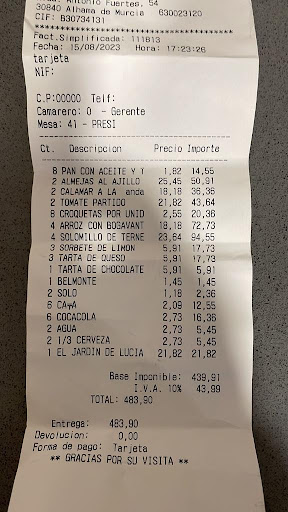 Antonio Fuertes, 54
30840 Alhama de Murcia 630023120
CIF: B30734131
********************************
Fact.Simplificada: 111613
Fecha: 15/08/2023 Hora: 17:23:26
tarjeta
NIF:
C.P:00000 Telf:
Camarero: 0 - Gerente
Mesa: 41 - PRESI
Ct. Descripcion Precio Importe
8 PAN CON ACEITE Y T 1,82 14,55
2 ALMEJAS AL AJILLO 25,45 50,91
2 CALAMAR A LA anda 18,18 36,36
2 TOMATE PARTIDO 21,82 43,64
8 CROQUETAS POR UNID 2,55 20,36
4 ARROZ CON BOGAVANT 18,18 72,73
4 SOLOMILLO DE TERNE 23,64 94,55
3 SORBETE DE LIMON 5,91 17,73
3 TARTA DE QUESO 5,91 17,73
1 TARTA DE CHOCOLATE 5,91 5,91
1 BELMONTE 1,45 1,45
2 SOLO 1,18 2,36
6 CAÑA 2,09 12,55
6 COCACOLA 2,73 16,36
2 AGUA 2,73 5,45
2 1/3 CERVEZA 2,73 5,45
1 EL JARDIN DE LUCIA 21,82 21,82
Base Imponible: 439,91
I.V.A. 10% 43,99
TOTAL: 483,90
Entrega: 483,90
Devolucion: 0,00
Forma de pago: Tarjeta
** GRACIAS POR SU VISITA **